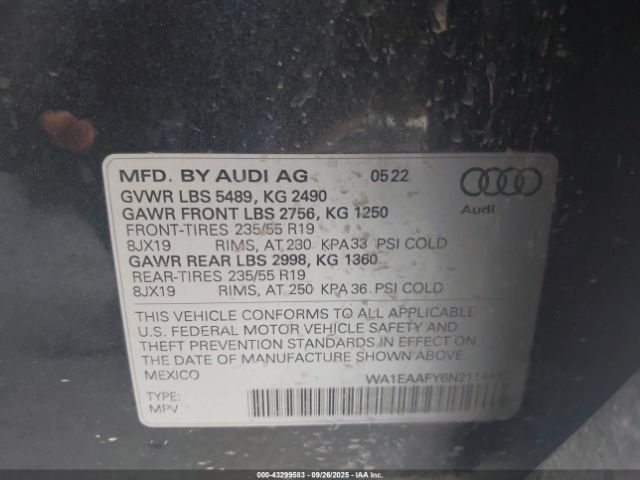 MFD. BY AUDI AG 05 22
GVWR LBS 5489, KG 2490
GAWR FRONT LBS 2756, KG 1250
FRONT-TIRES 235/55 R19
8JX19 RIMS, AT 230 KPA 33 PSI COLD
GAWR REAR LBS 2998, KG 1360
REAR-TIRES 235/55 R19
8JX19 RIMS, AT 250 KPA 36 PSI COLD
Audi
THIS VEHICLE CONFORMS TO ALL APPLICABLE
U.S. FEDERAL MOTOR VEHICLE SAFETY AND
THEFT PREVENTION STANDARDS IN EFFECT ON
THE DATE OF MANUFACTURE SHOWN ABOVE.
MEXICO
TYPE:
MPV
000-43299583 - 09/26/2025 - IAAI.COM